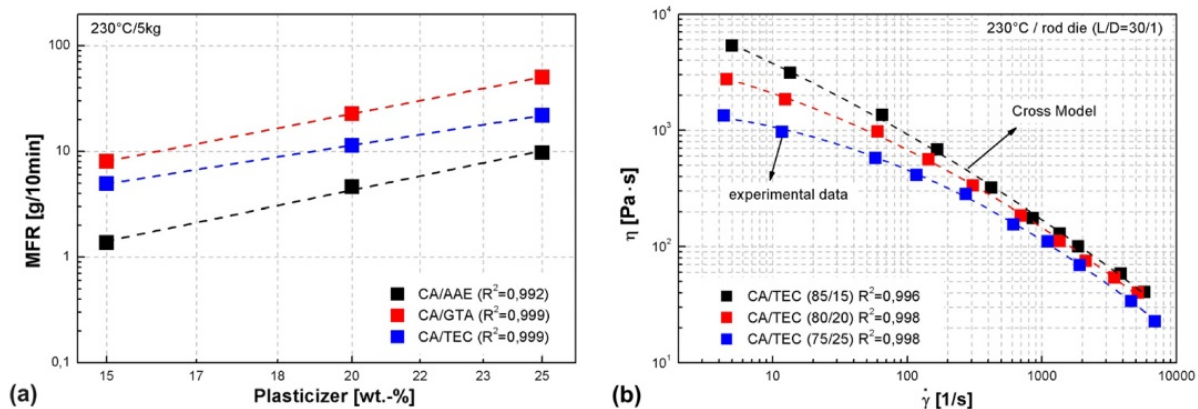 230°C/5kg
100
10
1
0,1
MFR [g/10min]
CA/AAE (R²=0,992)
CA/GTA (R²=0,999)
CA/TEC (R²=0,999)
15
17
18
20
22
23
25
Plasticizer [wt.-%]
(a)
230°C / rod die (L/D=30/1)
10⁴
10³
10²
10¹
η [Pa · s]
Cross Model
experimental data
CA/TEC (85/15) R²=0,996
CA/TEC (80/20) R²=0,998
CA/TEC (75/25) R²=0,998
10
100
1000
10000
γ̇ [1/s]
(b)